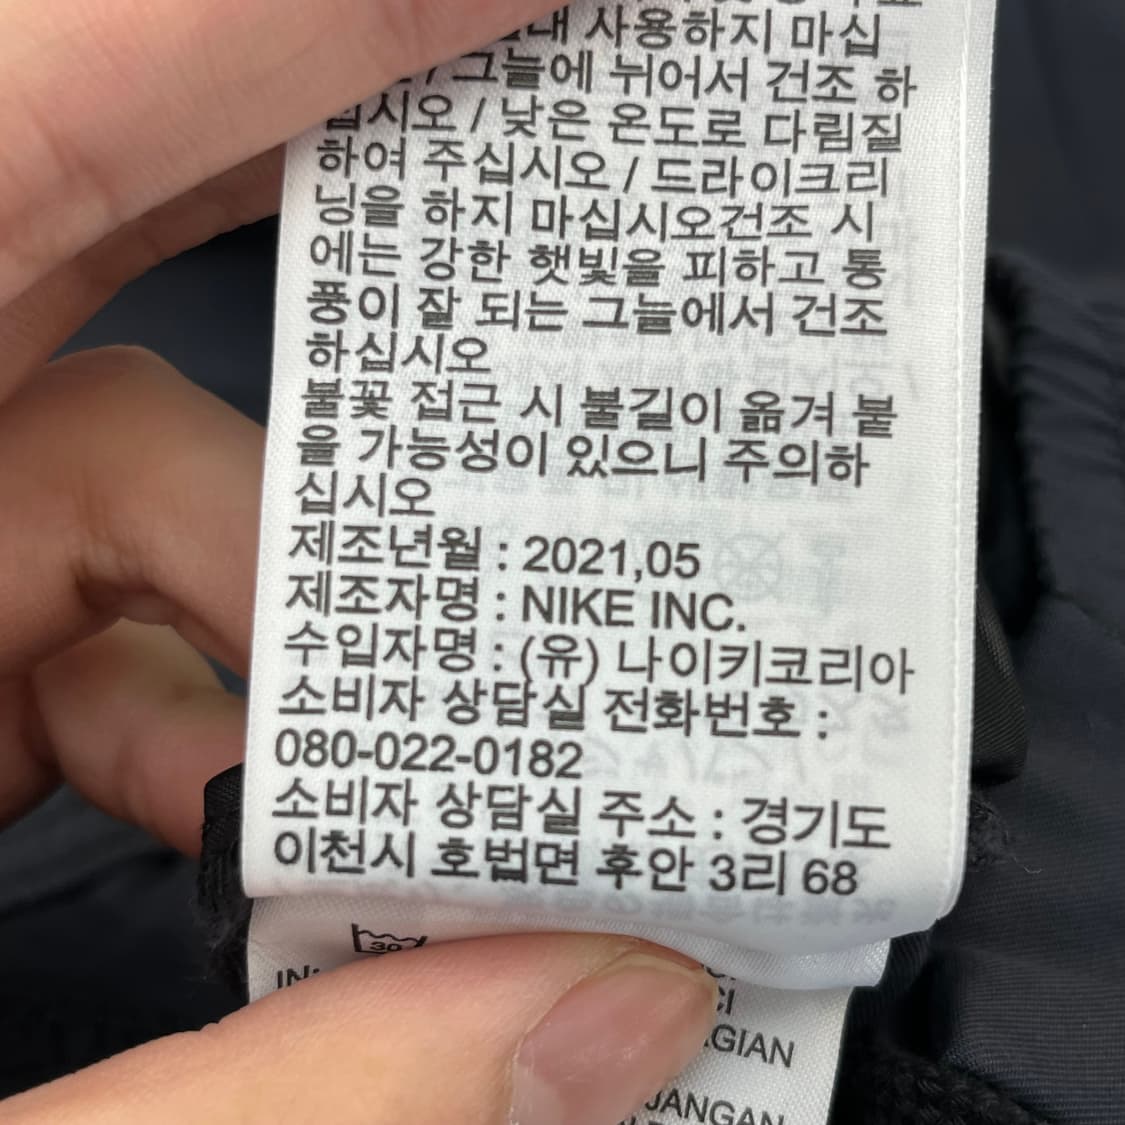 사용하지 마십
/ 그늘에 뉘어서 건조 하
십시오 / 낮은 온도로 다림질
하여 주십시오 / 드라이크리
닝을 하지 마십시오건조 시
에는 강한 햇빛을 피하고 통
풍이 잘 되는 그늘에서 건조
하십시오
불꽃 접근 시 불길이 옮겨 붙
을 가능성이 있으니 주의하
십시오
제조년월 : 2021,05
제조자명 : NIKE INC.
수입자명 : (유) 나이키코리아
소비자 상담실 전화번호 :
080-022-0182
소비자 상담실 주소 : 경기도
이천시 호법면 후안 3리 68
30
JANGAN